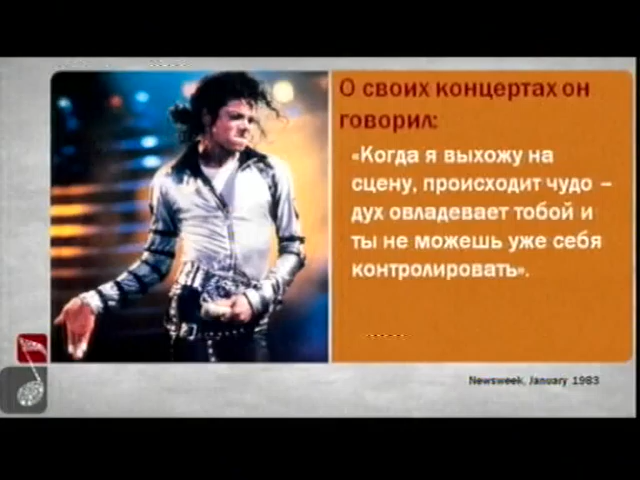 О своих концертах он
говорил:
«Когда я выхожу на
сцену, происходит чудо –
дух овладевает тобой и
ты не можешь уже себя
контролировать».
Newsweek, January 1983